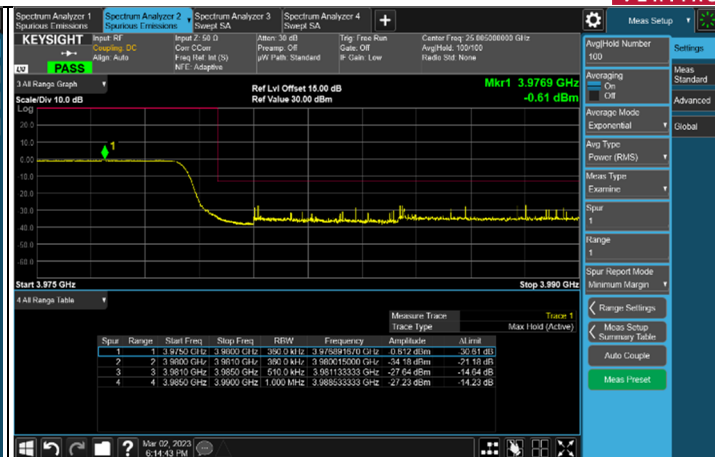 Spectrum Analyzer 1
Spurious Emissions
Spectrum Analyzer 2
Spurious Emissions
Spectrum Analyzer 3
Swept SA
Spectrum Analyzer 4
Swept SA
+
Meas Setup
KEYSIGHT
Input: RF
Coupling: DC
Align: Auto
Input Z: 50 Ω
Corr CCorr
Freq Ref: Int (S)
NFE: Adaptive
Atten: 30 dB
Preamp: Off
µW Path: Standard
Trig: Free Run
Gate: Off
IF Gain: Low
Center Freq: 25.005000000 GHz
Avg|Hold: 100/100
Radio Std: None
PASS
3 All Range Graph
Scale/Div 10.0 dB
Ref Lvl Offset 15.00 dB
Ref Value 30.00 dBm
Mkr1 3.9769 GHz
-0.61 dBm
Log
20.0
10.0
0.00
10.0
20.0
30.0
40.0
-50.0
-60.0
1
Start 3.975 GHz
Stop 3.990 GHz
4 All Range Table
Measure Trace Trace 1
Trace Type Max Hold (Active)
Spur Range Start Freq Stop Freq RBW Frequency Amplitude ΔLimit
1 1 3.9750 GHz 3.9800 GHz 360.0 kHz 3.976891670 GHz -0.612 dBm -30.61 dB
2 2 3.9800 GHz 3.9810 GHz 360.0 kHz 3.980015000 GHz -34.18 dBm -21.18 dB
3 3 3.9810 GHz 3.9850 GHz 510.0 kHz 3.981133333 GHz -27.64 dBm -14.64 dB
4 4 3.9850 GHz 3.9900 GHz 1.000 MHz 3.988533333 GHz -27.23 dBm -14.23 dB
Avg|Hold Number
100
Averaging
On
Off
Average Mode
Exponential
Avg Type
Power (RMS)
Meas Type
Examine
Spur
1
Range
1
Spur Report Mode
Minimum Margin
Range Settings
Meas Setup
Summary Table
Auto Couple
Meas Preset
Settings
Meas
Standard
Advanced
Global
?
Mar 02, 2023
6:14:43 PM